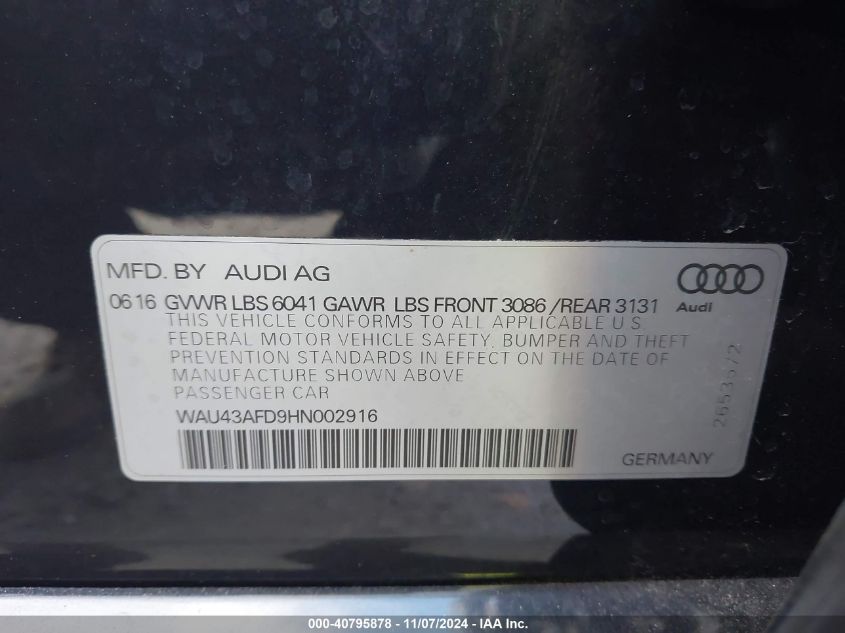 MFD. BY AUDI AG
06 16 GVWR LBS 6041 GAWR LBS FRONT 3086 /REAR 3131
Audi
THIS VEHICLE CONFORMS TO ALL APPLICABLE U.S.
FEDERAL MOTOR VEHICLE SAFETY, BUMPER AND THEFT
PREVENTION STANDARDS IN EFFECT ON THE DATE OF
MANUFACTURE SHOWN ABOVE
PASSENGER CAR
WAU43AFD9HN002916
GERMANY
000-40795878 - 11/07/2024 - IAA Inc.